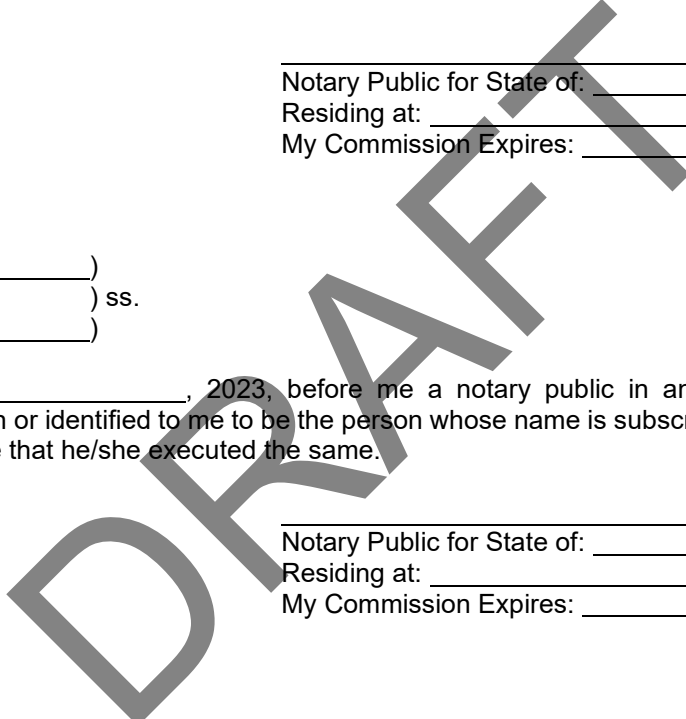 Notary Public for State of:
Residing at:
My Commission Expires:
)
) ss.
)
, 2023, before me a notary public in an
or identified to me to be the person whose name is subscr
that he/she executed the same.
Notary Public for State of:
Residing at:
My Commission Expires:
DRAFT